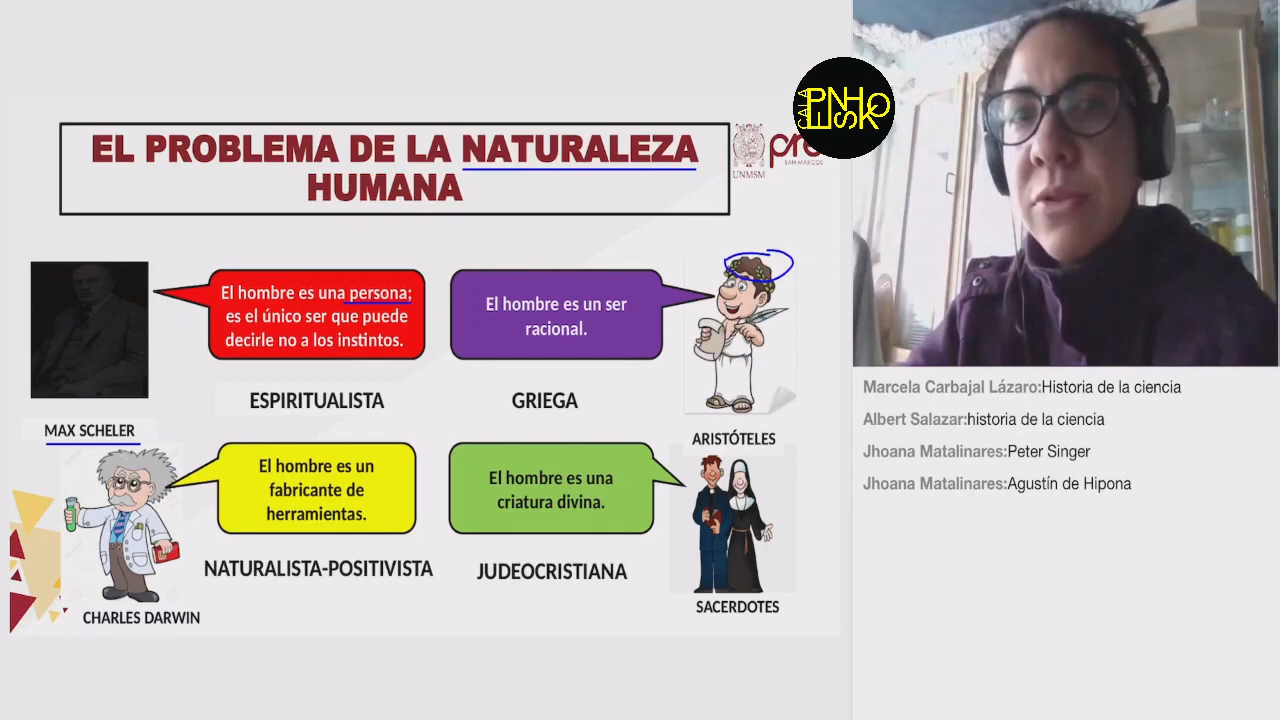 EL PROBLEMA DE LA NATURALEZA
HUMANA
UNMSM
pre
SAN MARCOS
CALA
PENSHKO
El hombre es una persona;
es el único ser que puede
decirle no a los instintos.
ESPIRITUALISTA
MAX SCHELER
El hombre es un ser
racional.
GRIEGA
ARISTÓTELES
El hombre es un
fabricante de
herramientas.
NATURALISTA-POSITIVISTA
CHARLES DARWIN
El hombre es una
criatura divina.
JUDEOCRISTIANA
SACERDOTES
Marcela Carbajal Lázaro:Historia de la ciencia
Albert Salazar:historia de la ciencia
Jhoana Matalinares:Peter Singer
Jhoana Matalinares:Agustín de Hipona